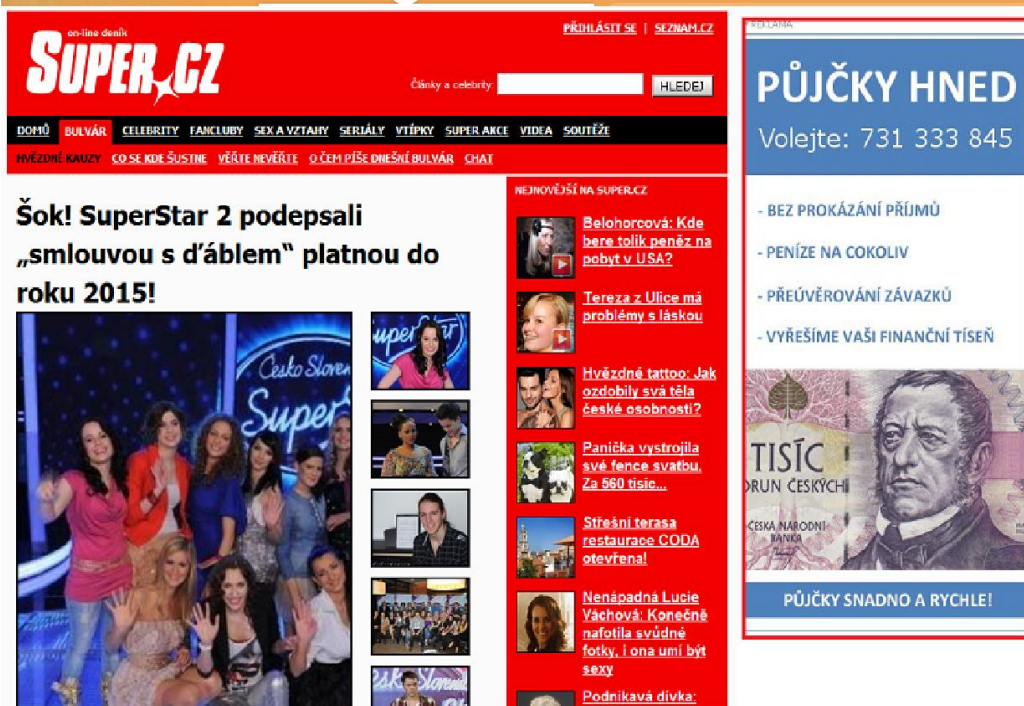 on-line deník
SUPER.CZ
PŘIHLÁSIT SE | SEZNAM.CZ
Články a celebrity:
HLEDEJ
DOMŮ BULVÁR CELEBRITY FANCLUBY SEX A VZTAHY SERIÁLY VTÍPKY SUPER AKCE VIDEA SOUTĚŽE
HVĚZDNÉ KAUZY CO SE KDE ŠUSTNE VĚŘTE NEVĚŘTE O ČEM PÍŠE DNEŠNÍ BULVÁR CHAT
Šok! SuperStar 2 podepsali
„smlouvou s ďáblem“ platnou do
roku 2015!
Česko Sloven
Super
uperStar
NEJNOVĚJŠÍ NA SUPER.CZ
Belohorcová: Kde
bere tolik peněz na
pobyt v USA?
Tereza z Ulice má
problémy s láskou
Hvězdné tattoo: Jak
ozdobily svá těla
české osobnosti?
Panička vystrojila
své fence svatbu.
Za 560 tisíc...
Střešní terasa
restaurace CODA
otevřena!
Nenápadná Lucie
Váchová: Konečně
nafotila svůdné
fotky, i ona umí být
sexy
Podnikavá dívka:
REKLAMA
PŮJČKY HNED
Volejte: 731 333 845
- BEZ PROKÁZÁNÍ PŘÍJMŮ
- PENÍZE NA COKOLIV
- PŘEÚVĚROVÁNÍ ZÁVAZKŮ
- VYŘEŠÍME VAŠI FINANČNÍ TÍSEŇ
TISÍC
ORUN ČESKÝCH
ČESKÁ NÁRODNÍ
BANKA
PŮJČKY SNADNO A RYCHLE!